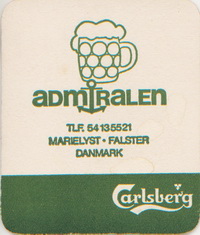 ADMIRALEN
TLF. 54135521
MARIELYST · FALSTER
DANMARK
Carlsberg